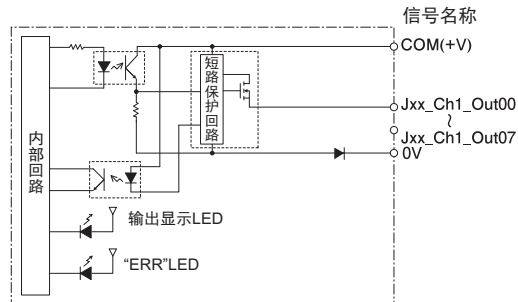 信号名称
COM(+V)
短路保护回路
Jxx_Ch1_Out00
~
Jxx_Ch1_Out07
0V
内部回路
输出显示LED
“ERR”LED